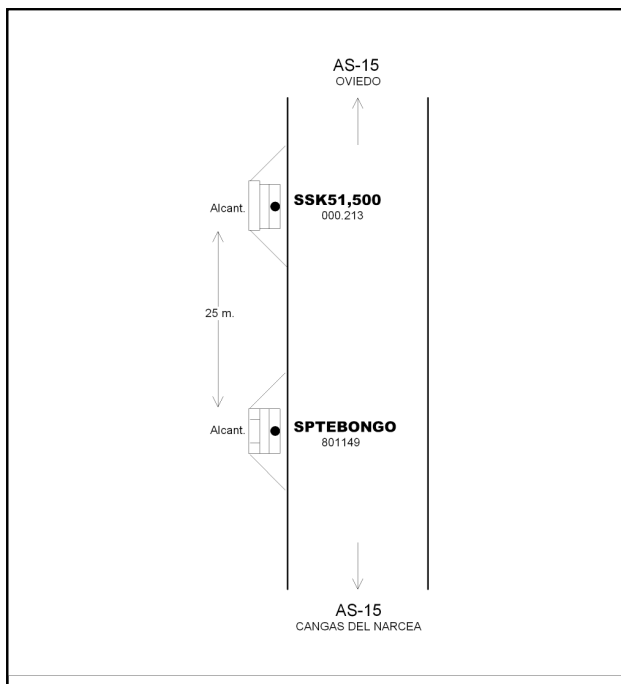 AS-15
OVIEDO
SSK51,500
Alcant.
000.213
25 m.
SPTEBONGO
Alcant.
801149
AS-15
CANGAS DEL NARCEA